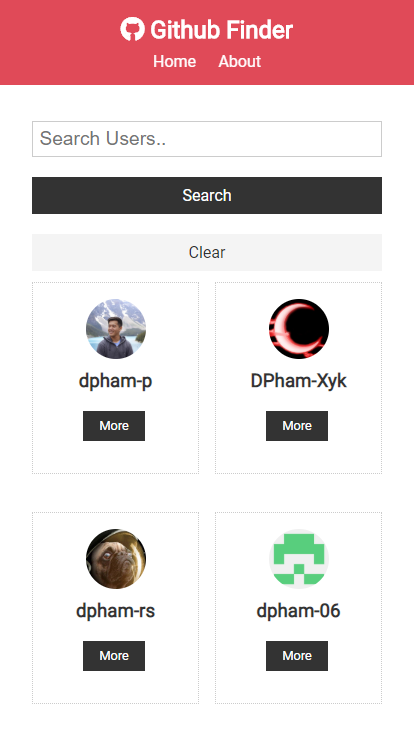 Github Finder
Home About
Search Users..
Search
Clear
dpham-p
More
DPham-Xyk
More
dpham-rs
More
dpham-06
More